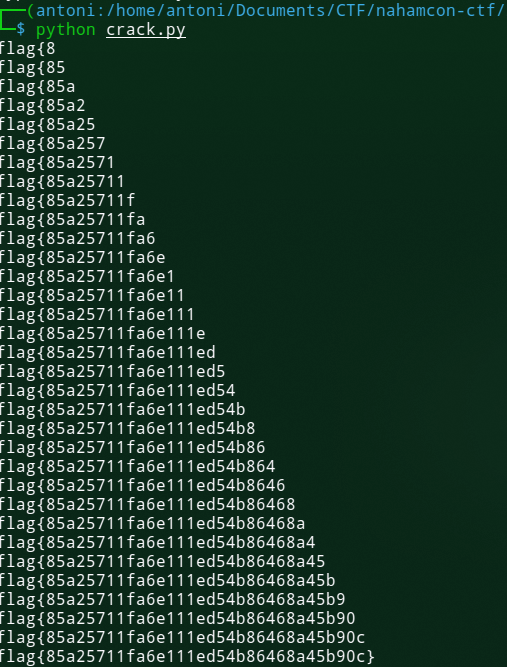 (antoni:/home/antoni/Documents/CTF/nahamcon-ctf/
$ python crack.py
flag{8
flag{85
flag{85a
flag{85a2
flag{85a25
flag{85a257
flag{85a2571
flag{85a25711
flag{85a25711f
flag{85a25711fa
flag{85a25711fa6
flag{85a25711fa6e
flag{85a25711fa6e1
flag{85a25711fa6e11
flag{85a25711fa6e111
flag{85a25711fa6e111e
flag{85a25711fa6e111ed
flag{85a25711fa6e111ed5
flag{85a25711fa6e111ed54
flag{85a25711fa6e111ed54b
flag{85a25711fa6e111ed54b8
flag{85a25711fa6e111ed54b86
flag{85a25711fa6e111ed54b864
flag{85a25711fa6e111ed54b8646
flag{85a25711fa6e111ed54b86468
flag{85a25711fa6e111ed54b86468a
flag{85a25711fa6e111ed54b86468a4
flag{85a25711fa6e111ed54b86468a45
flag{85a25711fa6e111ed54b86468a45b
flag{85a25711fa6e111ed54b86468a45b9
flag{85a25711fa6e111ed54b86468a45b90
flag{85a25711fa6e111ed54b86468a45b90c
flag{85a25711fa6e111ed54b86468a45b90c}